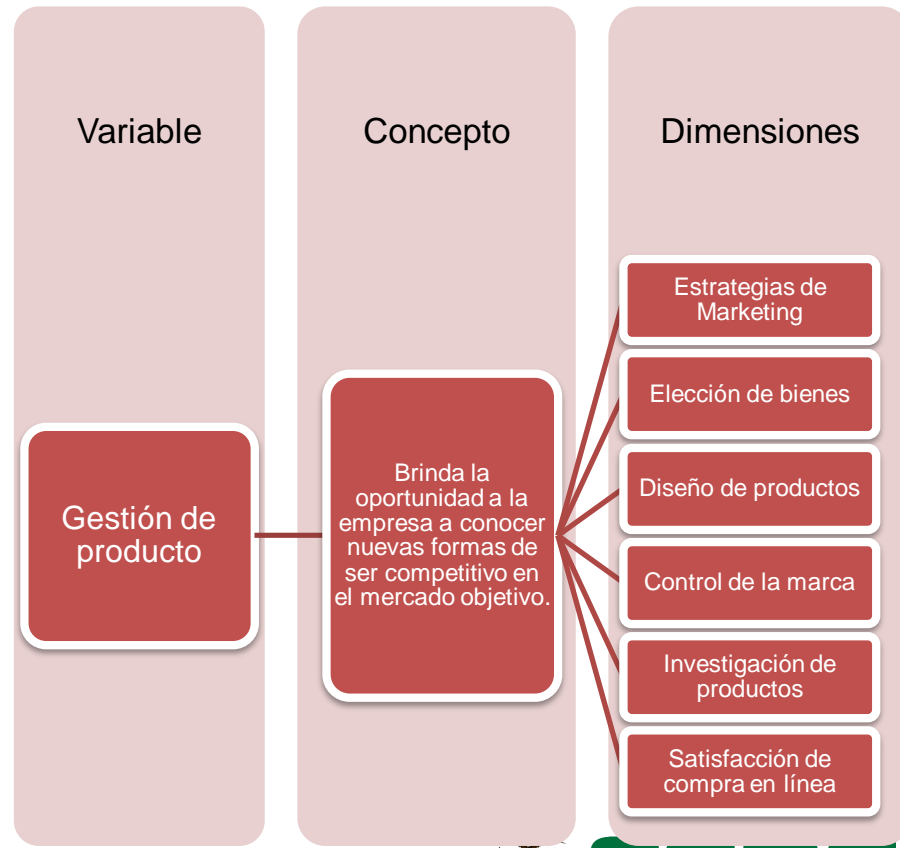 Variable
Concepto
Dimensiones
Gestión de
producto
Brinda la
oportunidad a la
empresa a conocer
nuevas formas de
ser competitivo en
el mercado objetivo.
Estrategias de
Marketing
Elección de bienes
Diseño de productos
Control de la marca
Investigación de
productos
Satisfacción de
compra en línea